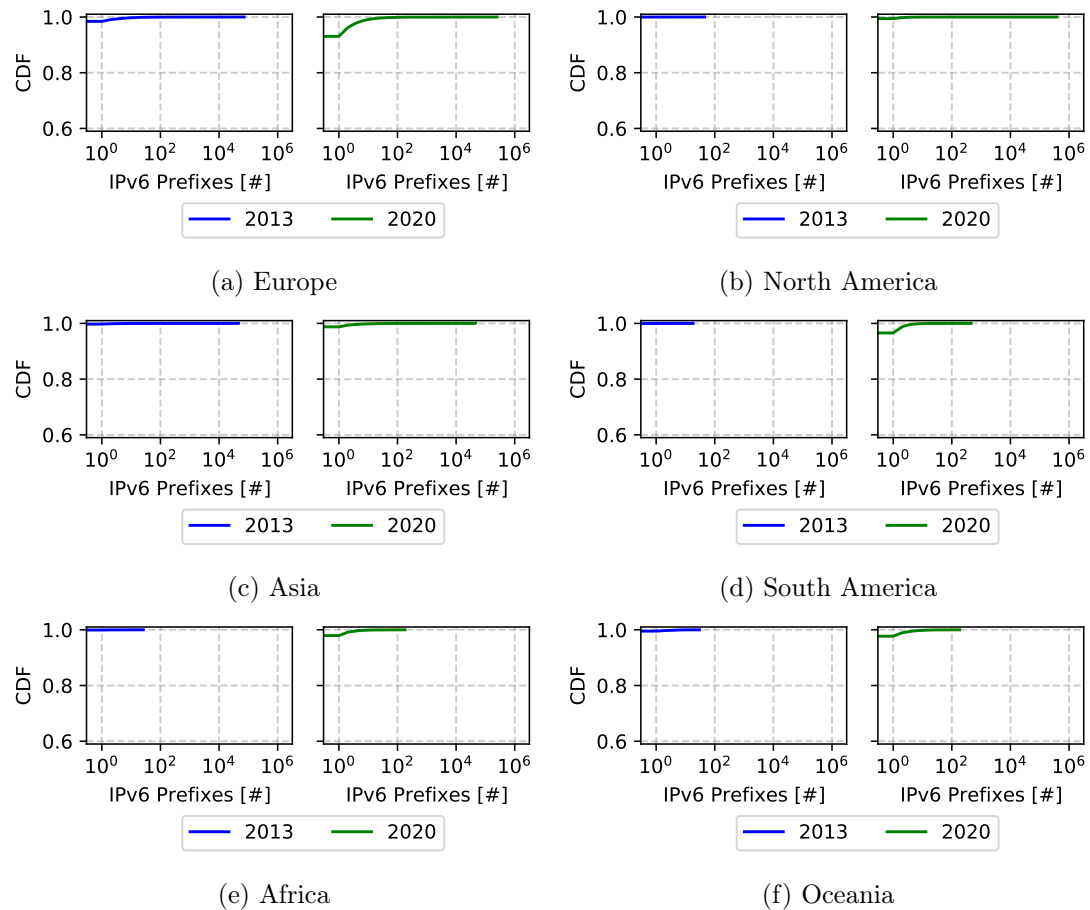 1.0
0.8
0.6
CDF
10^0 10^2 10^4 10^6
IPv6 Prefixes [#]
10^0 10^2 10^4 10^6
IPv6 Prefixes [#]
2013 2020
(a) Europe
1.0
0.8
0.6
CDF
10^0 10^2 10^4 10^6
IPv6 Prefixes [#]
10^0 10^2 10^4 10^6
IPv6 Prefixes [#]
2013 2020
(b) North America
1.0
0.8
0.6
CDF
10^0 10^2 10^4 10^6
IPv6 Prefixes [#]
10^0 10^2 10^4 10^6
IPv6 Prefixes [#]
2013 2020
(c) Asia
1.0
0.8
0.6
CDF
10^0 10^2 10^4 10^6
IPv6 Prefixes [#]
10^0 10^2 10^4 10^6
IPv6 Prefixes [#]
2013 2020
(d) South America
1.0
0.8
0.6
CDF
10^0 10^2 10^4 10^6
IPv6 Prefixes [#]
10^0 10^2 10^4 10^6
IPv6 Prefixes [#]
2013 2020
(e) Africa
1.0
0.8
0.6
CDF
10^0 10^2 10^4 10^6
IPv6 Prefixes [#]
10^0 10^2 10^4 10^6
IPv6 Prefixes [#]
2013 2020
(f) Oceania